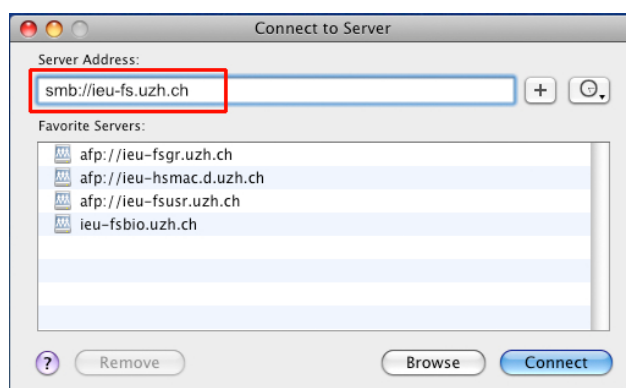 Connect to Server
Server Address:
smb://ieu-fs.uzh.ch
+
Favorite Servers:
afp://ieu-fsgr.uzh.ch
afp://ieu-hsmac.d.uzh.ch
afp://ieu-fsusr.uzh.ch
ieu-fsbio.uzh.ch
? Remove Browse Connect